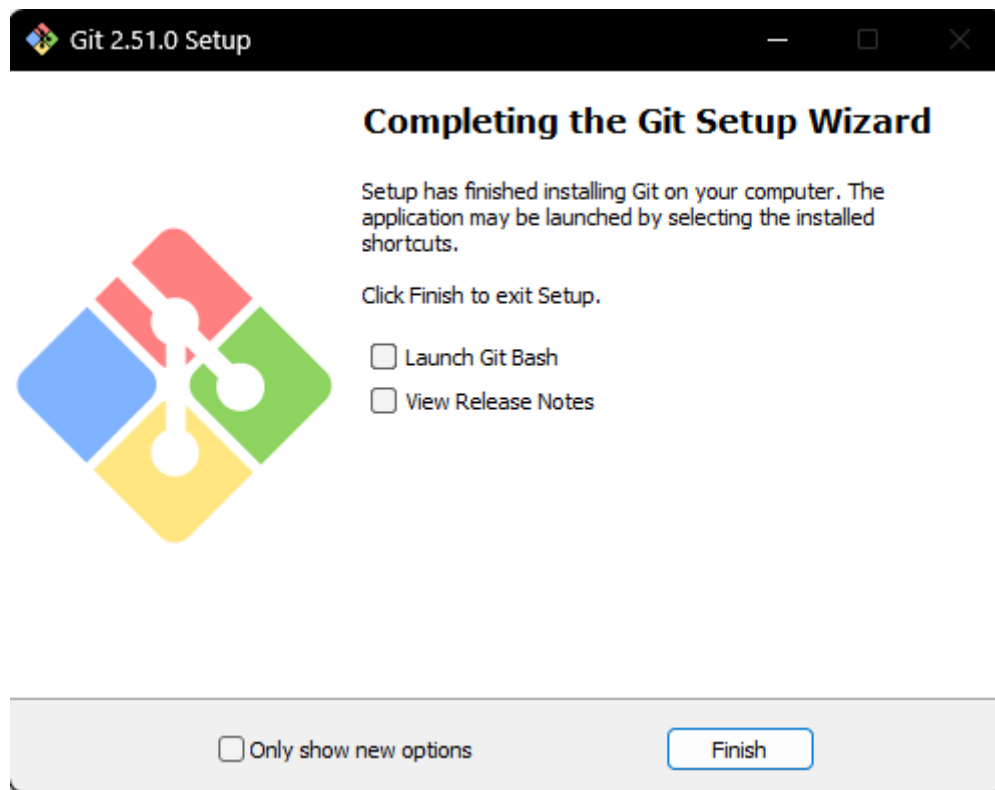 Git 2.51.0 Setup
Completing the Git Setup Wizard
Setup has finished installing Git on your computer. The
application may be launched by selecting the installed
shortcuts.
Click Finish to exit Setup.
Launch Git Bash
View Release Notes
Only show new options
Finish